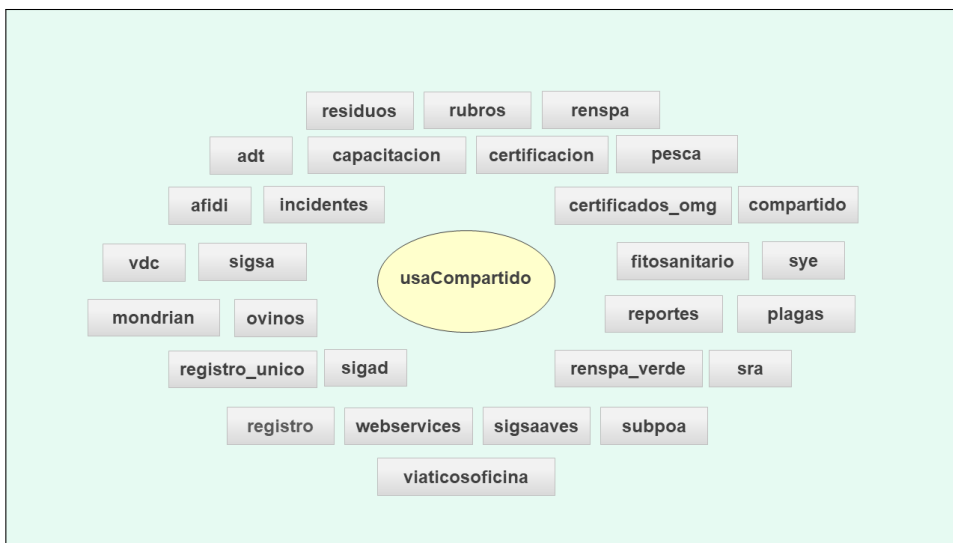 residuos rubros renspa
adt capacitacion certificacion pesca
afidi incidentes certificados_omg compartido
vdc sigsa usaCompartido fitosanitario sye
mondrian ovinos reportes plagas
registro_unico sigad renspa_verde sra
registro webservices sigsaaves subpoa
viaticosoficina